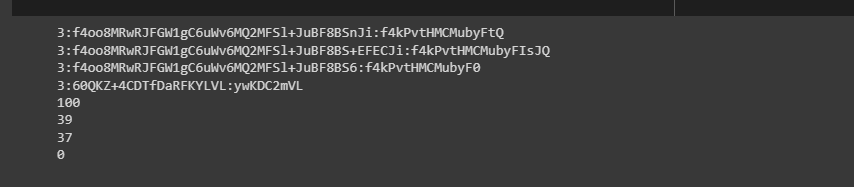 3:f4oo8MRwRJFGW1gC6uWv6MQ2MFSl+JuBF8BSnJi:f4kPvtHMCMubyFtQ
3:f4oo8MRwRJFGW1gC6uWv6MQ2MFSl+JuBF8BS+EFECJi:f4kPvtHMCMubyFIsJQ
3:f4oo8MRwRJFGW1gC6uWv6MQ2MFSl+JuBF8BS6:f4kPvtHMCMubyF0
3:60QKZ+4CDTfDaRFKYLVL:ywKDC2mVL
100
39
37
0